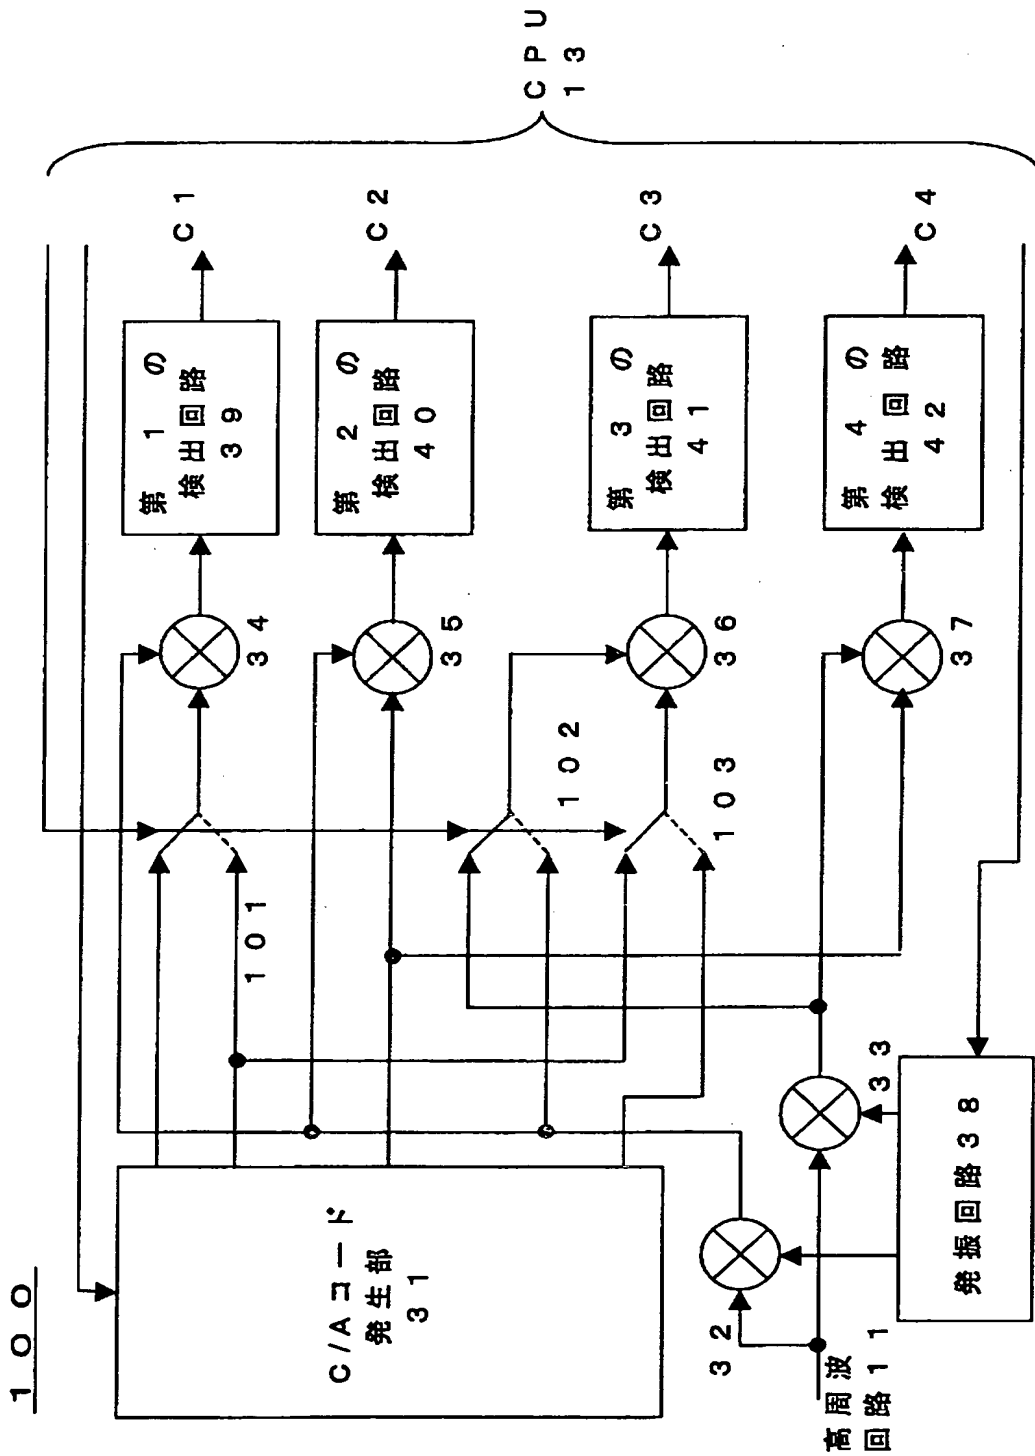 100
C/Aコード
発生部
31
101
34
第1の
検出回路
39
C1
35
第2の
検出回路
40
C2
102
103
36
第3の
検出回路
41
C3
37
第4の
検出回路
42
C4
CPU
13
高周波
回路11
32
33
発振回路38